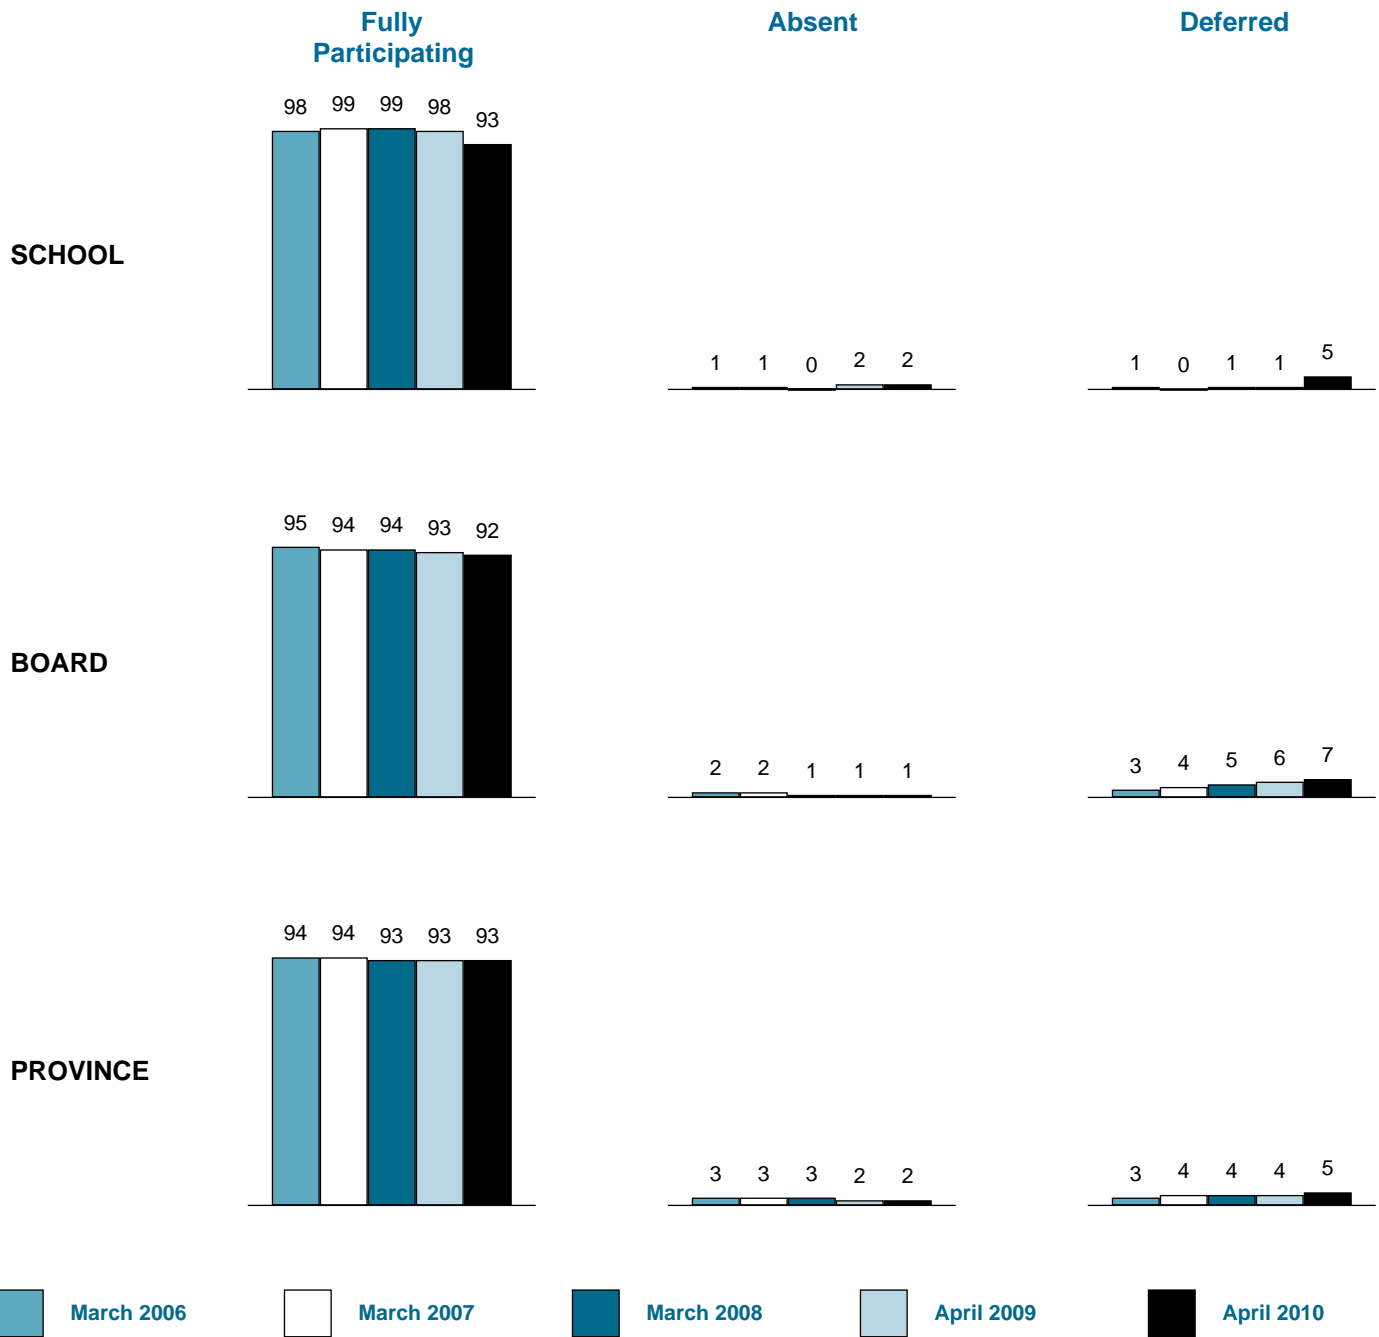 Fully Participating
Absent
Deferred
98 99 99 98 93
SCHOOL
1 1 0 2 2
1 0 1 1 5
95 94 94 93 92
BOARD
2 2 1 1 1
3 4 5 6 7
94 94 93 93 93
PROVINCE
3 3 3 2 2
3 4 4 4 5
March 2006
March 2007
March 2008
April 2009
April 2010